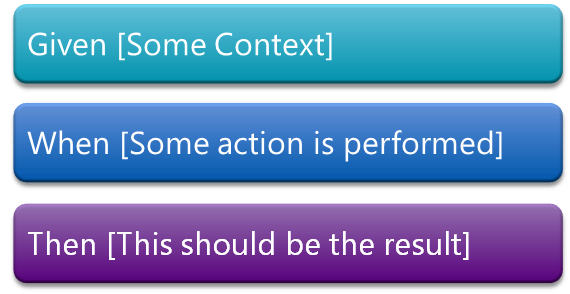 Given [Some Context]
When [Some action is performed]
Then [This should be the result]